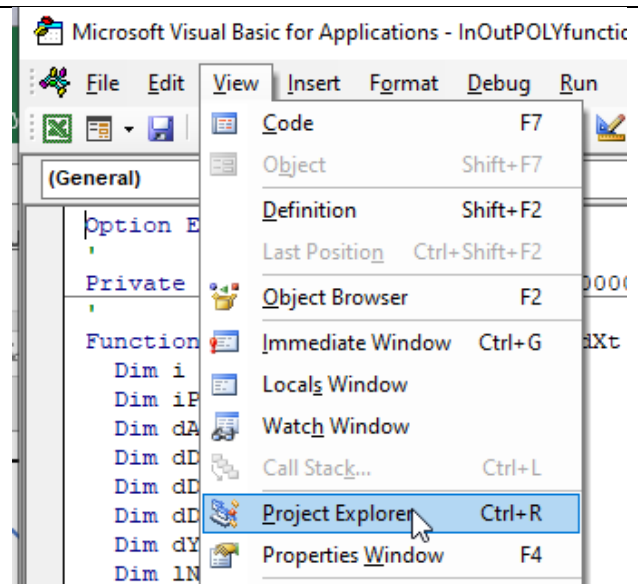 Microsoft Visual Basic for Applications - InOutPOLYfunctio
File Edit View Insert Format Debug Run
Code F7
Object Shift+F7
(General)
Definition Shift+F2
Option E
Last Position Ctrl+Shift+F2
'
Private
Object Browser F2
'
Function
Immediate Window Ctrl+G
dXt
Dim i
Locals Window
Dim iP
Dim dA
Watch Window
Dim dD
Call Stack... Ctrl+L
Dim dD
Dim dD
Project Explorer Ctrl+R
Dim dY
Properties Window F4
Dim lN